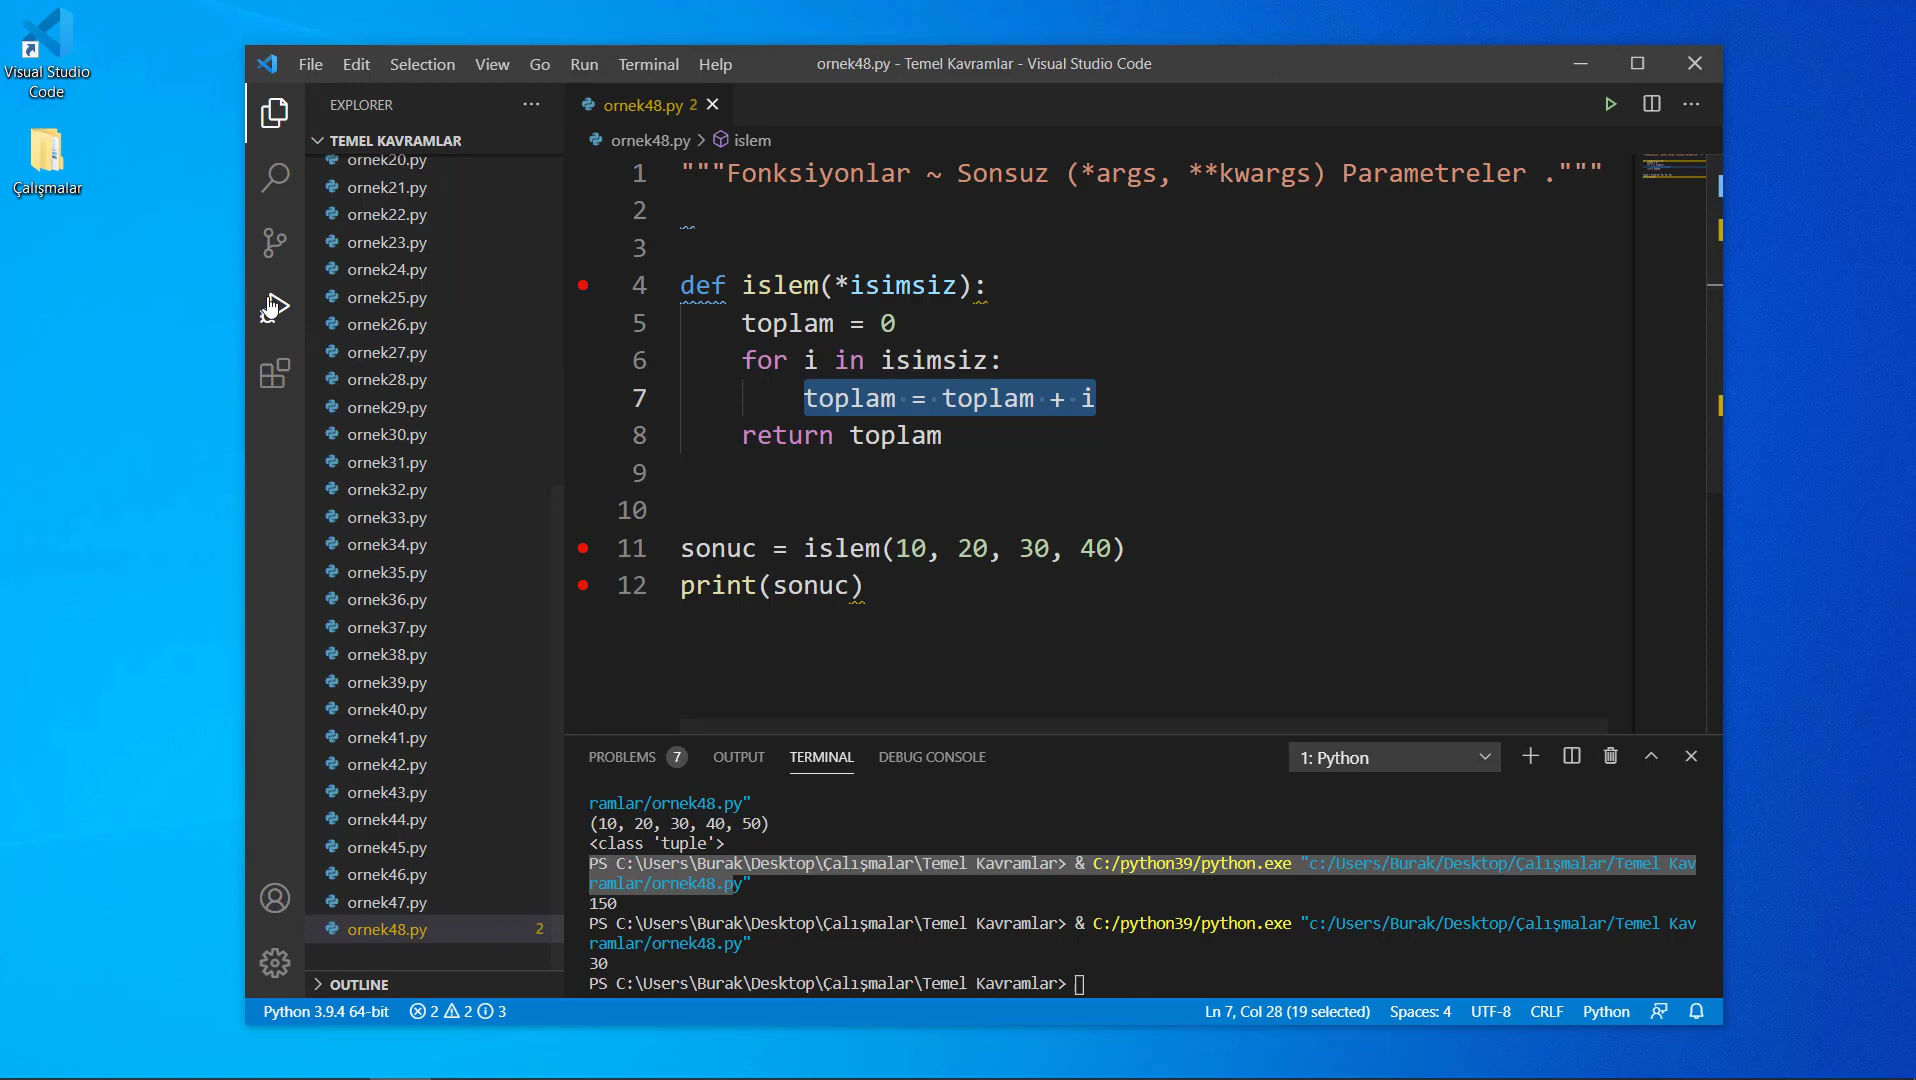 Visual Studio
Code
Çalışmalar
File Edit Selection View Go Run Terminal Help
ornek48.py - Temel Kavramlar - Visual Studio Code
EXPLORER
TEMEL KAVRAMLAR
ornek20.py
ornek21.py
ornek22.py
ornek23.py
ornek24.py
ornek25.py
ornek26.py
ornek27.py
ornek28.py
ornek29.py
ornek30.py
ornek31.py
ornek32.py
ornek33.py
ornek34.py
ornek35.py
ornek36.py
ornek37.py
ornek38.py
ornek39.py
ornek40.py
ornek41.py
ornek42.py
ornek43.py
ornek44.py
ornek45.py
ornek46.py
ornek47.py
ornek48.py 2
OUTLINE
ornek48.py 2
ornek48.py > islem
1 """Fonksiyonlar ~ Sonsuz (*args, **kwargs) Parametreler ."""
2
3
4 def islem(*isimsiz):
5 toplam = 0
6 for i in isimsiz:
7 toplam = toplam + i
8 return toplam
9
10
11 sonuc = islem(10, 20, 30, 40)
12 print(sonuc)
PROBLEMS 7 OUTPUT TERMINAL DEBUG CONSOLE
1: Python
ramlar/ornek48.py"
(10, 20, 30, 40, 50)
<class 'tuple'>
PS C:\Users\Burak\Desktop\Çalışmalar\Temel Kavramlar> & C:/python39/python.exe "c:/Users/Burak/Desktop/Çalışmalar/Temel Kav
ramlar/ornek48.py"
150
PS C:\Users\Burak\Desktop\Çalışmalar\Temel Kavramlar> & C:/python39/python.exe "c:/Users/Burak/Desktop/Çalışmalar/Temel Kav
ramlar/ornek48.py"
30
PS C:\Users\Burak\Desktop\Çalışmalar\Temel Kavramlar>
Python 3.9.4 64-bit 2 2 3
Ln 7, Col 28 (19 selected) Spaces: 4 UTF-8 CRLF Python